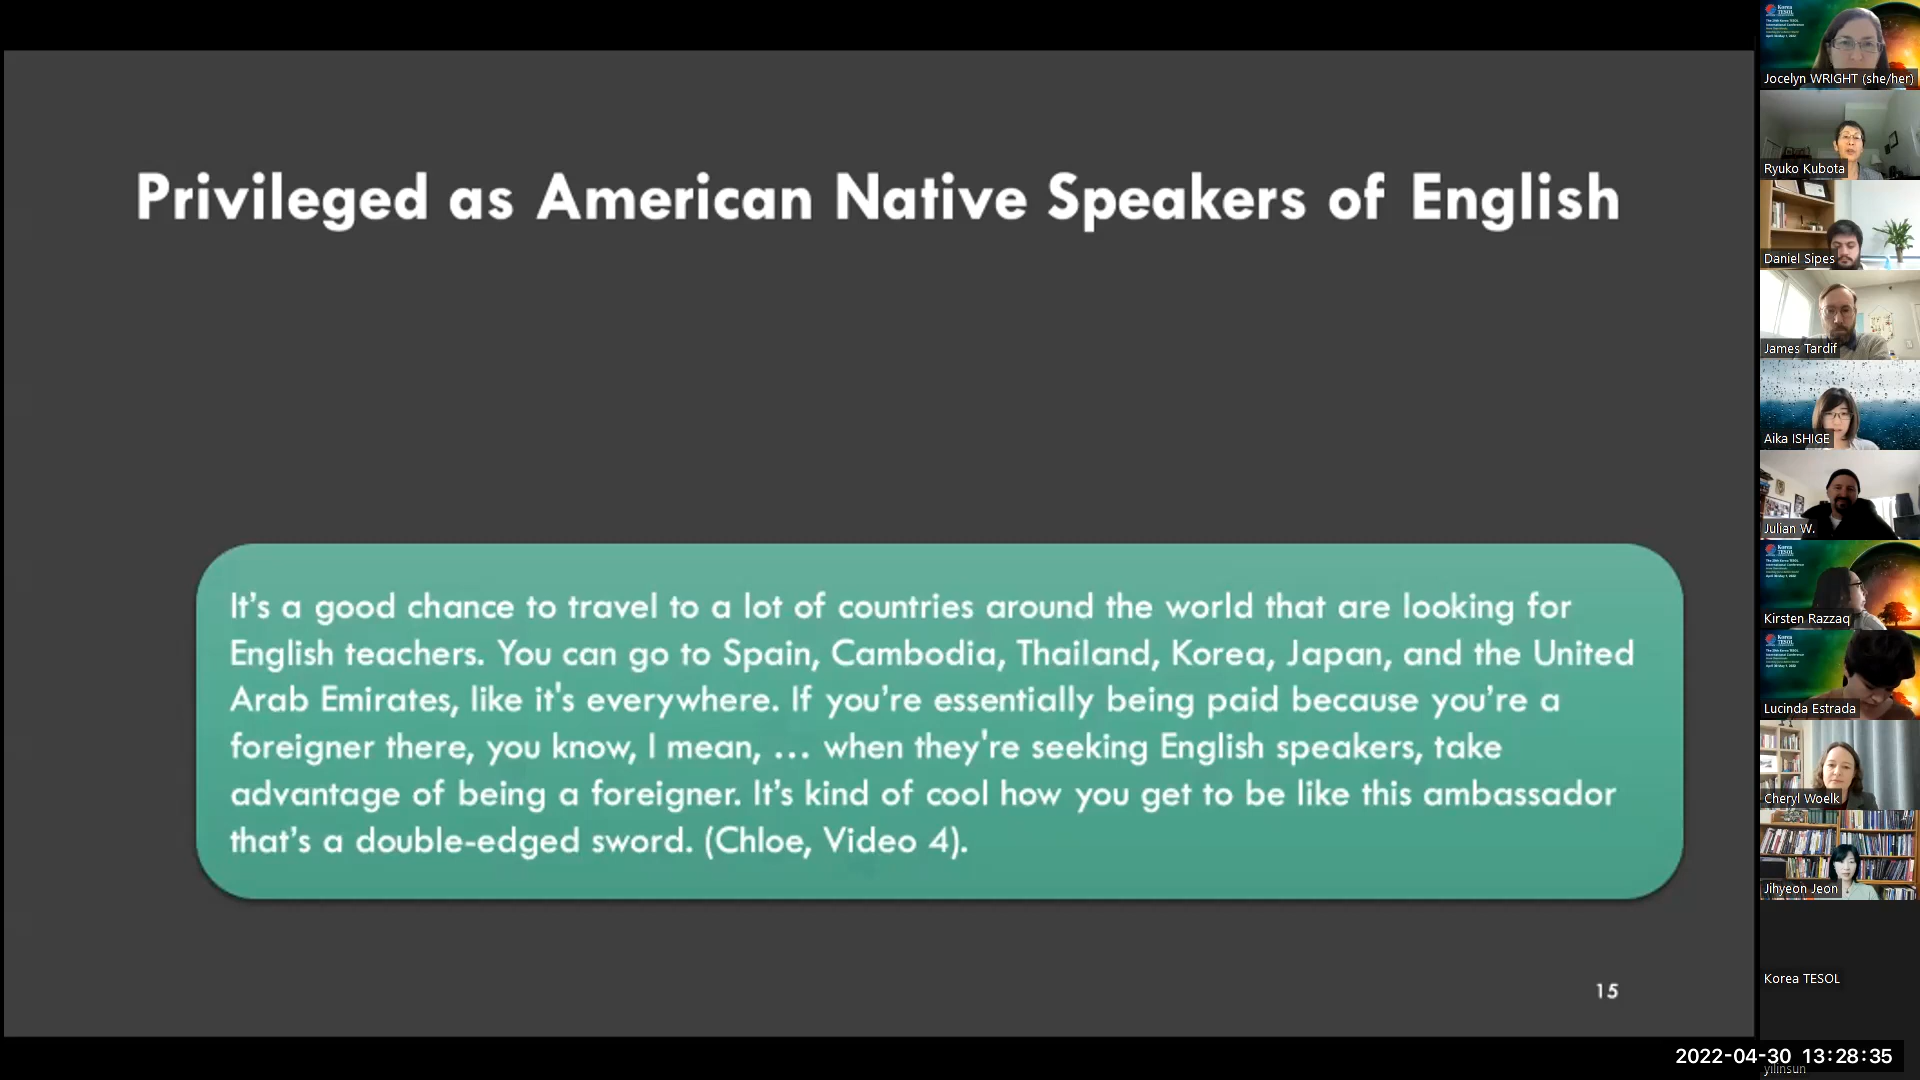 Privileged as American Native Speakers of English
It’s a good chance to travel to a lot of countries around the world that are looking for
English teachers. You can go to Spain, Cambodia, Thailand, Korea, Japan, and the United
Arab Emirates, like it's everywhere. If you’re essentially being paid because you’re a
foreigner there, you know, I mean, … when they're seeking English speakers, take
advantage of being a foreigner. It’s kind of cool how you get to be like this ambassador
that’s a double-edged sword. (Chloe, Video 4).
15
Jocelyn WRIGHT (she/her)
Ryuko Kubota
Daniel Sipes
James Tardif
Aika ISHIGE
Julian W.
Kirsten Razzaq
Lucinda Estrada
Cheryl Woelk
Jihyeon Jeon
Korea TESOL
2022-04-30 13:28:35
yilinsun